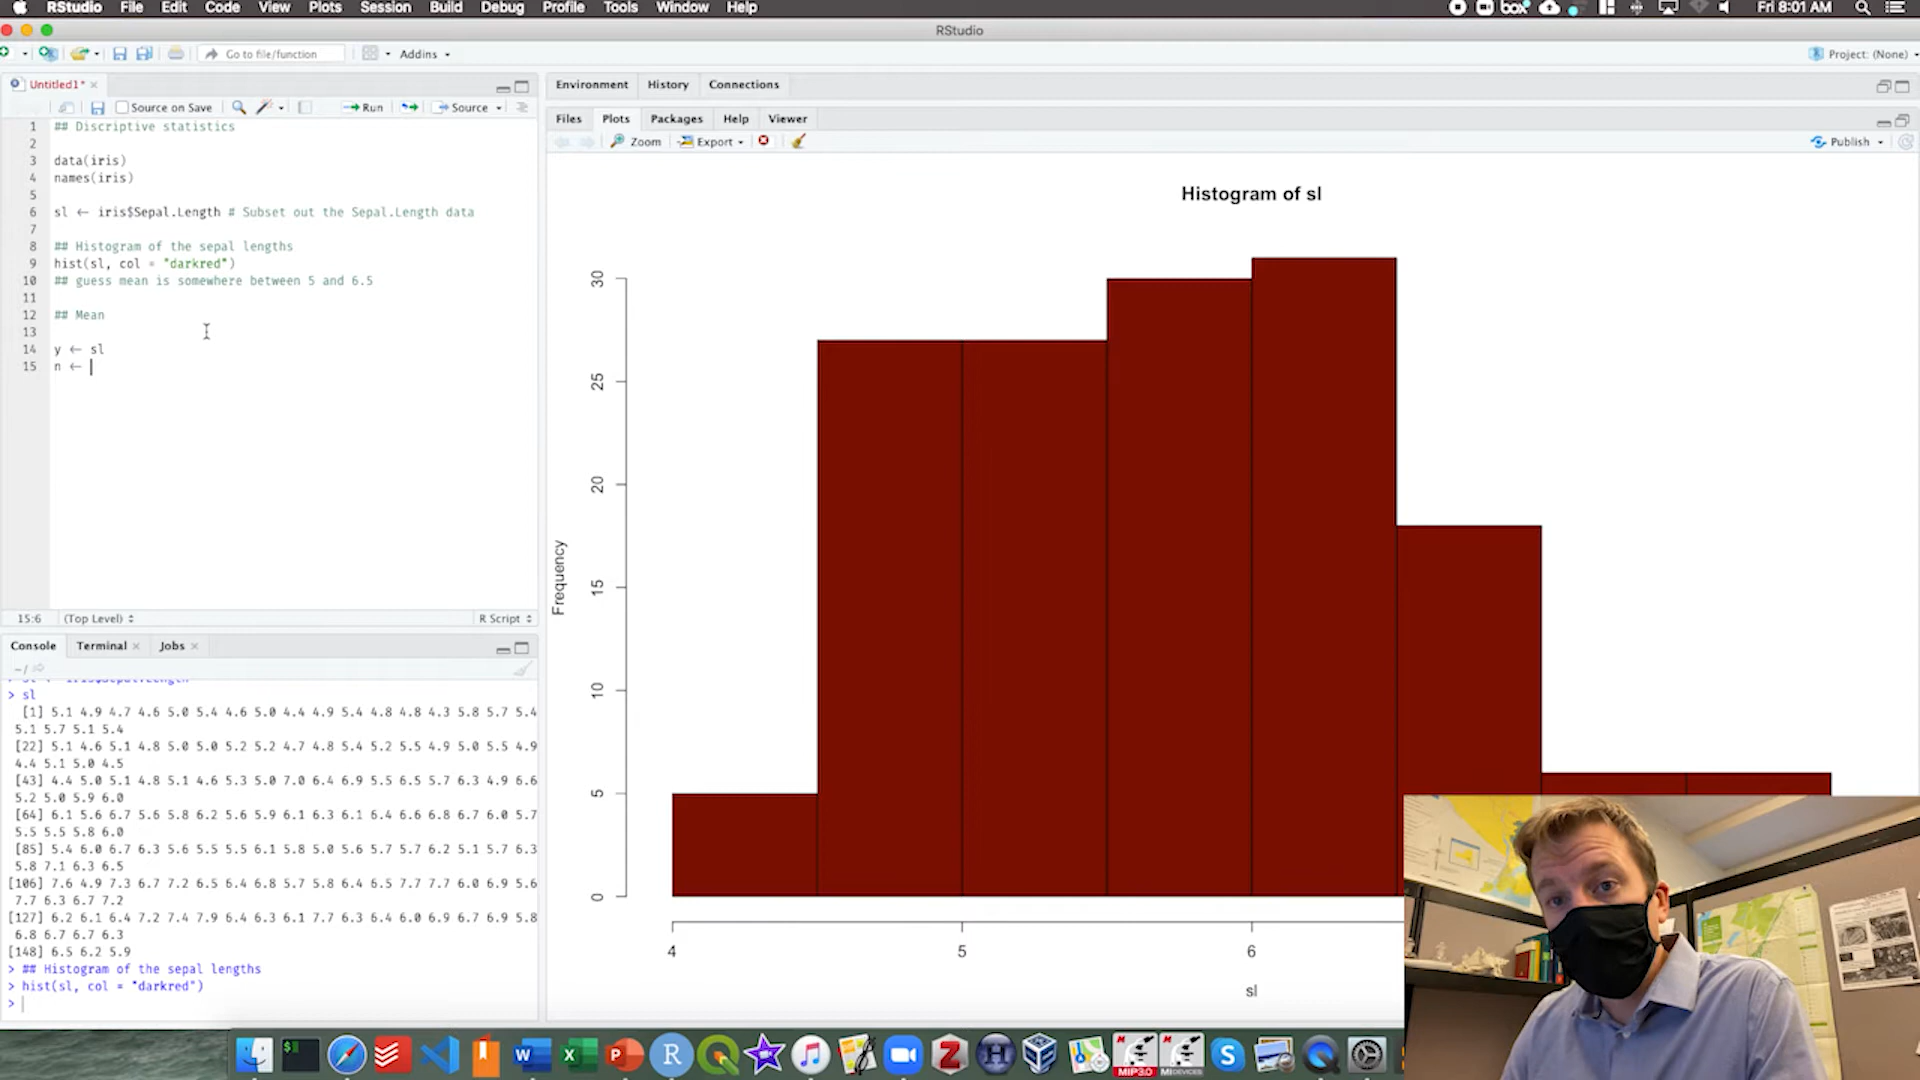 RStudio File Edit Code View Plots Session Build Debug Profile Tools Window Help box Fri 8:01 AM
RStudio
Go to file/function Addins Project: (None)
Untitled1*
Source on Save Run Source
1 ## Discriptive statistics
2
3 data(iris)
4 names(iris)
5
6 sl ← iris$Sepal.Length # Subset out the Sepal.Length data
7
8 ## Histogram of the sepal lengths
9 hist(sl, col = "darkred")
10 ## guess mean is somewhere between 5 and 6.5
11
12 ## Mean
13
14 y ← sl
15 n ←
15:6 (Top Level) R Script
Console Terminal Jobs
~/
> sl
[1] 5.1 4.9 4.7 4.6 5.0 5.4 4.6 5.0 4.4 4.9 5.4 4.8 4.8 4.3 5.8 5.7 5.4
5.1 5.7 5.1 5.4
[22] 5.1 4.6 5.1 4.8 5.0 5.0 5.2 5.2 4.7 4.8 5.4 5.2 5.5 4.9 5.0 5.5 4.9
4.4 5.1 5.0 4.5
[43] 4.4 5.0 5.1 4.8 5.1 4.6 5.3 5.0 7.0 6.4 6.9 5.5 6.5 5.7 6.3 4.9 6.6
5.2 5.0 5.9 6.0
[64] 6.1 5.6 6.7 5.6 5.8 6.2 5.6 5.9 6.1 6.3 6.1 6.4 6.6 6.8 6.7 6.0 5.7
5.5 5.5 5.8 6.0
[85] 5.4 6.0 6.7 6.3 5.6 5.5 5.5 6.1 5.8 5.0 5.6 5.7 5.7 6.2 5.1 5.7 6.3
5.8 7.1 6.3 6.5
[106] 7.6 4.9 7.3 6.7 7.2 6.5 6.4 6.8 5.7 5.8 6.4 6.5 7.7 7.7 6.0 6.9 5.6
7.7 6.3 6.7 7.2
[127] 6.2 6.1 6.4 7.2 7.4 7.9 6.4 6.3 6.1 7.7 6.3 6.4 6.0 6.9 6.7 6.9 5.8
6.8 6.7 6.7 6.3
[148] 6.5 6.2 5.9
> ## Histogram of the sepal lengths
> hist(sl, col = "darkred")
>
Environment History Connections
Files Plots Packages Help Viewer
Zoom Export Publish
Histogram of sl
Frequency
30
25
20
15
10
5
0
4 5 6
sl
W X P R Z H MIP3.0 MIDEVICES S